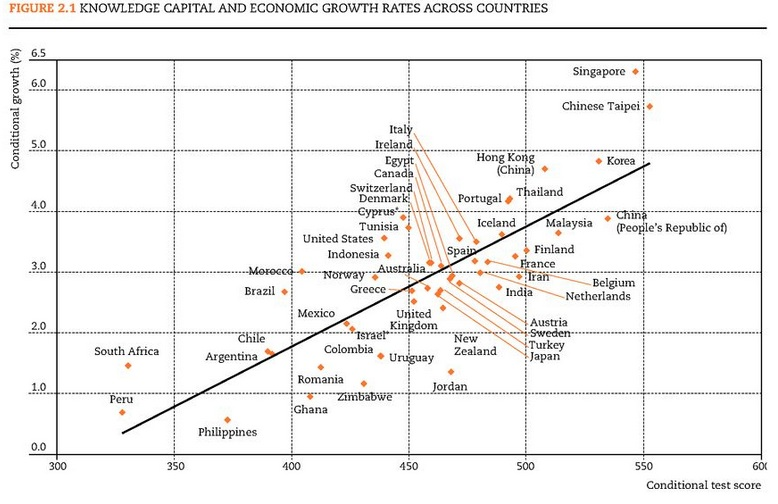 FIGURE 2.1 KNOWLEDGE CAPITAL AND ECONOMIC GROWTH RATES ACROSS COUNTRIES
Conditional growth (%)
6.5
6.0
5.0
4.0
3.0
2.0
1.0
0.0
Singapore
Chinese Taipei
Italy
Ireland
Egypt
Canada
Switzerland
Denmark
Cyprus*
Tunisia
United States
Indonesia
Hong Kong
(China)
Korea
Portugal
Thailand
Iceland
Malaysia
China
(People's Republic of)
Spain
Finland
France
Morocco
Norway
Australia
Iran
Belgium
Brazil
Greece
India
Netherlands
Mexico
United
Kingdom
Austria
Sweden
Turkey
Japan
Chile
Israel
New
Zealand
South Africa
Argentina
Colombia
Uruguay
Romania
Zimbabwe
Jordan
Peru
Ghana
Philippines
300
350
400
450
500
550
600
Conditional test score